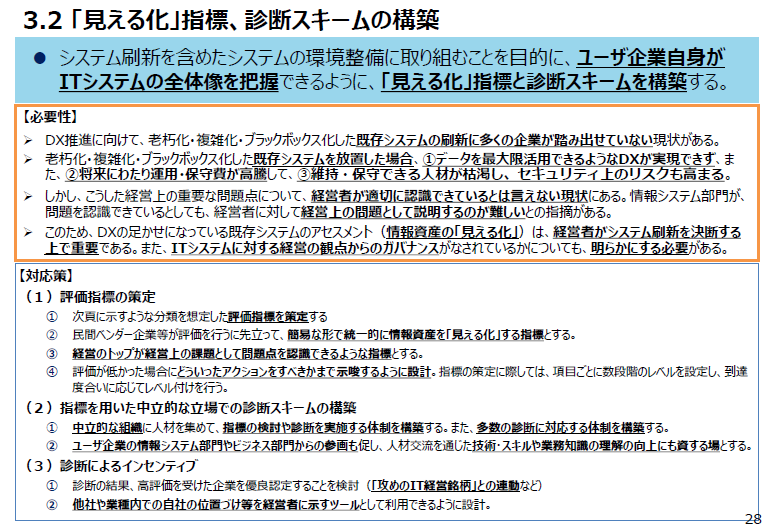 3.2 「見える化」指標、診断スキームの構築
● システム刷新を含めたシステムの環境整備に取り組むことを目的に、ユーザ企業自身が
ITシステムの全体像を把握できるように、「見える化」指標と診断スキームを構築する。
【必要性】
➢ DX推進に向けて、老朽化・複雑化・ブラックボックス化した既存システムの刷新に多くの企業が踏み出せていない現状がある。
➢ 老朽化・複雑化・ブラックボックス化した既存システムを放置した場合、①データを最大限活用できるようなDXが実現できず、ま
た、②将来にわたり運用・保守費が高騰して、③維持・保守できる人材が枯渇し、セキュリティ上のリスクも高まる。
➢ しかし、こうした経営上の重要な問題点について、経営者が適切に認識できているとは言えない現状にある。情報システム部門が、
問題を認識できているとしても、経営者に対して経営上の問題として説明するのが難しいとの指摘がある。
➢ このため、DXの足かせになっている既存システムのアセスメント（情報資産の「見える化」）は、経営者がシステム刷新を決断する
上で重要である。また、ITシステムに対する経営の観点からのガバナンスがなされているかについても、明らかにする必要がある。
【対応策】
（１）評価指標の策定
① 次頁に示すような分類を想定した評価指標を策定する
② 民間ベンダー企業等が評価を行うに先立って、簡易な形で統一的に情報資産を「見える化」する指標とする。
③ 経営のトップが経営上の課題として問題点を認識できるような指標とする。
④ 評価が低かった場合にどういったアクションをすべきかまで示唆するように設計。指標の策定に際しては、項目ごとに数段階のレベルを設定し、到達
度合いに応じてレベル付けを行う。
（２）指標を用いた中立的な立場での診断スキームの構築
① 中立的な組織に人材を集めて、指標の検討や診断を実施する体制を構築する。また、多数の診断に対応する体制を構築する。
② ユーザ企業の情報システム部門やビジネス部門からの参画も促し、人材交流を通じた技術・スキルや業務知識の理解の向上にも資する場とする。
（３）診断によるインセンティブ
① 診断の結果、高評価を受けた企業を優良認定することを検討（「攻めのIT経営銘柄」との連動など）
② 他社や業種内での自社の位置づけ等を経営者に示すツールとして利用できるように設計。
28